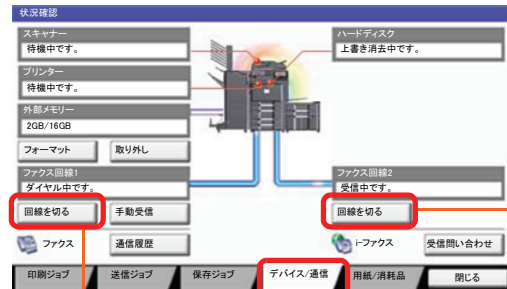 状況確認
スキャナー
待機中です。
ハードディスク
上書き消去中です。
プリンター
待機中です。
外部メモリー
2GB/16GB
フォーマット 取り外し
ファクス回線1
ダイヤル中です。
ファクス回線2
受信中です。
回線を切る 手動受信 回線を切る
ファクス 通信履歴 i-ファクス 受信問い合わせ
印刷ジョブ 送信ジョブ 保存ジョブ デバイス/通信 用紙/消耗品 閉じる